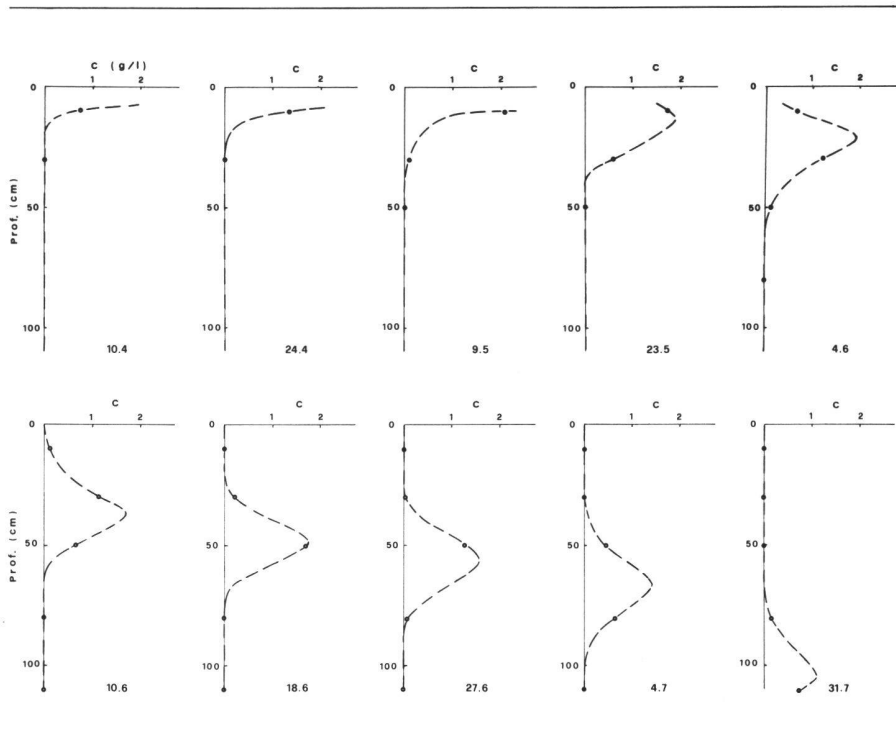 C (g/l) C C C C
1 2 1 2 1 2 1 2 1 2
0 0 0 0 0
Prof. (cm)
50 50 50 50 50
100 100 100 100 100
10.4 24.4 9.5 23.5 4.6
C C C C C
1 2 1 2 1 2 1 2 1 2
0 0 0 0 0
Prof. (cm)
50 50 50 50 50
100 100 100 100 100
10.6 18.6 27.6 4.7 31.7